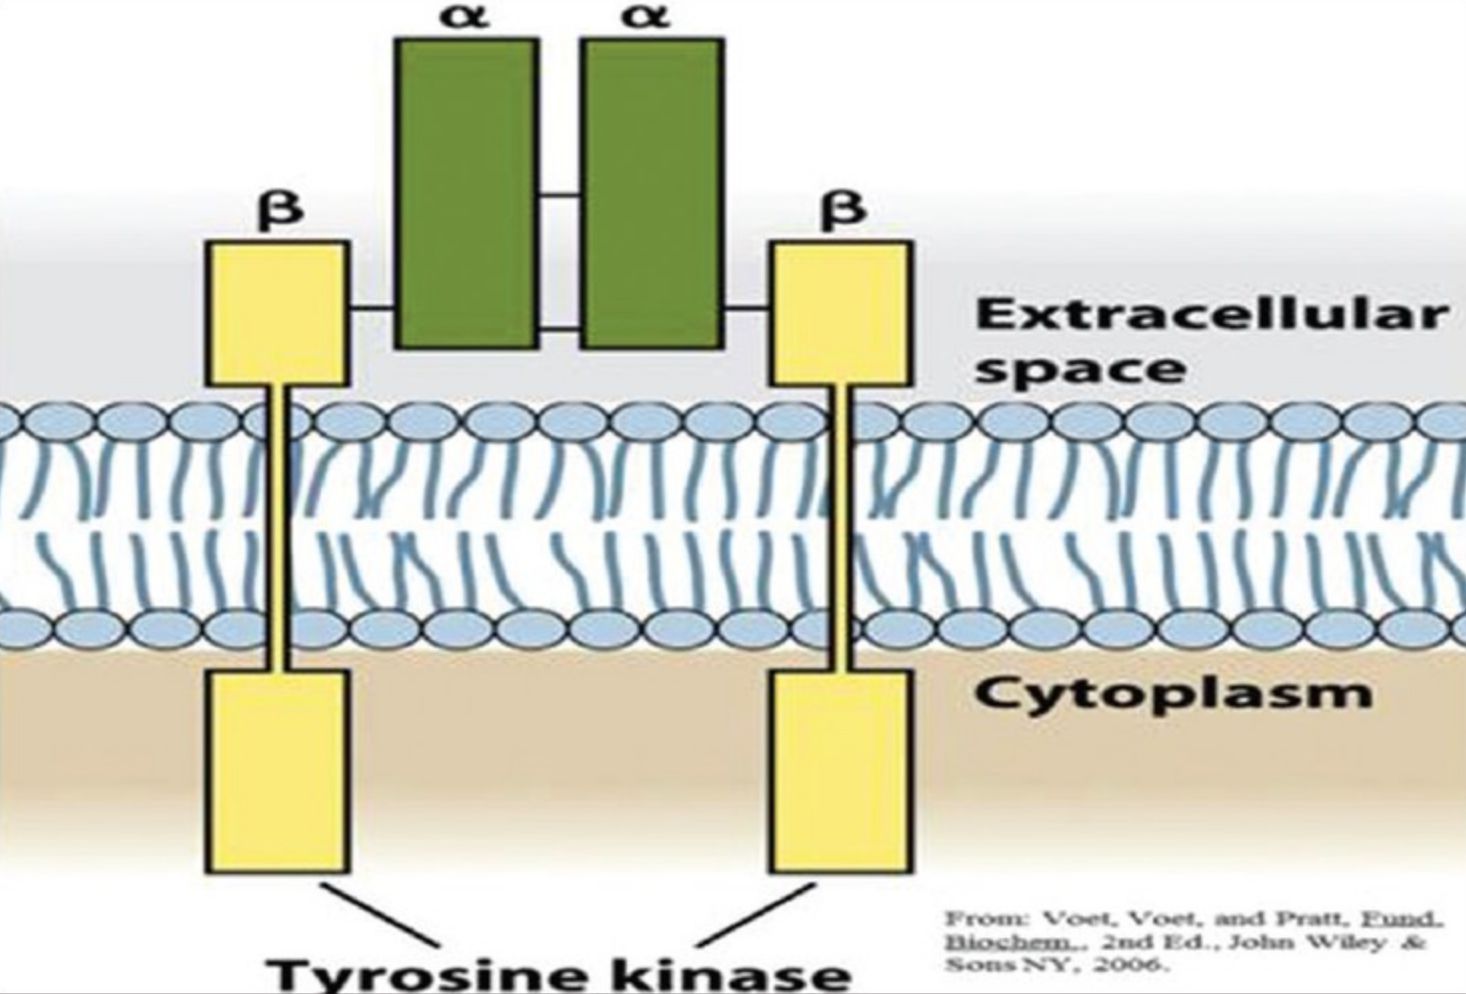 α α
β β
Extracellular
space
Cytoplasm
Tyrosine kinase
From: Voet, Voet, and Pratt, Fund.
Biochem., 2nd Ed., John Wiley &
Sons NY, 2006.